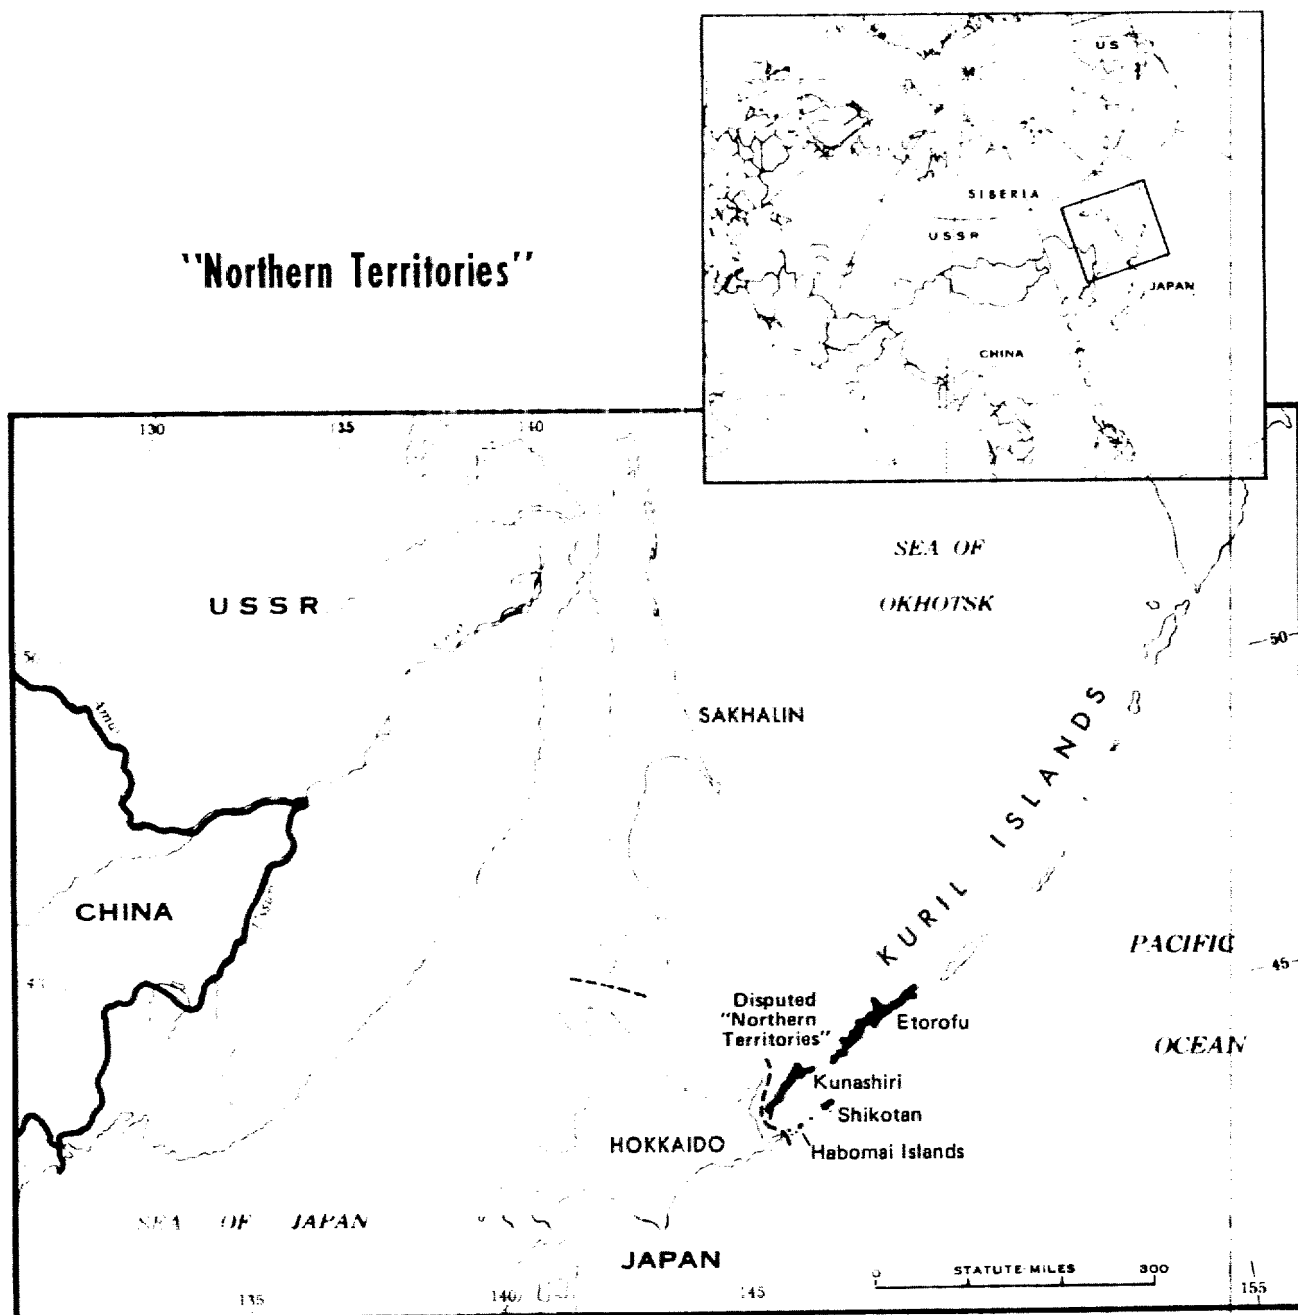 US
SIBERIA
USSR
JAPAN
CHINA
"Northern Territories"
130
135
140
SEA OF
OKHOTSK
USSR
50
50
Amur
SAKHALIN
KURIL ISLANDS
CHINA
PACIFIC
OCEAN
45
Disputed
"Northern
Territories"
Etorofu
Kunashiri
Shikotan
Habomai Islands
HOKKAIDO
SEA OF JAPAN
JAPAN
0 STATUTE MILES 300
135
140
145
155